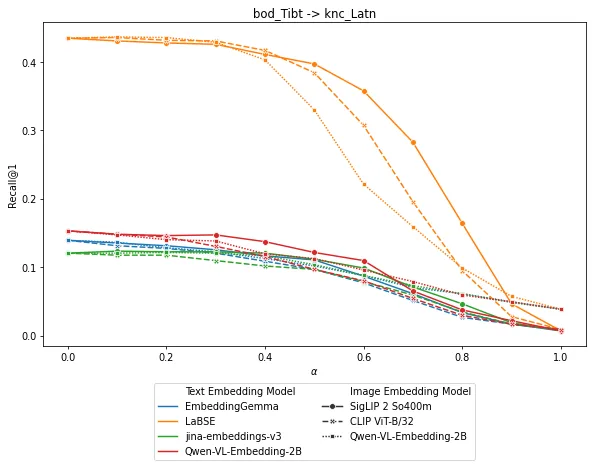 bod_Tibt -> knc_Latn
Recall@1
0.4
0.3
0.2
0.1
0.0
0.0 0.2 0.4 0.6 0.8 1.0
α
Text Embedding Model
EmbeddingGemma
LaBSE
jina-embeddings-v3
Qwen-VL-Embedding-2B
Image Embedding Model
SigLIP 2 So400m
CLIP ViT-B/32
Qwen-VL-Embedding-2B